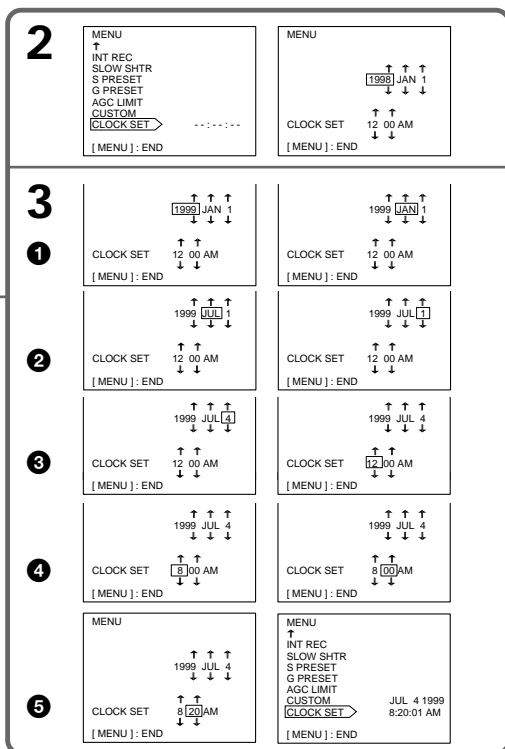 2
MENU
↑
INT REC
SLOW SHTR
S PRESET
G PRESET
AGC LIMIT
CUSTOM
CLOCK SET - - : - - : - -
[ MENU ] : END
MENU
↑ ↑ ↑
1998 JAN 1
↓ ↓ ↓
↑ ↑
CLOCK SET 12 00 AM
↓ ↓
[ MENU ] : END
3
1
↑ ↑ ↑
1999 JAN 1
↓ ↓ ↓
↑ ↑
CLOCK SET 12 00 AM
↓ ↓
[ MENU ] : END
↑ ↑ ↑
1999 JAN 1
↓ ↓ ↓
↑ ↑
CLOCK SET 12 00 AM
↓ ↓
[ MENU ] : END
2
↑ ↑ ↑
1999 JUL 1
↓ ↓ ↓
↑ ↑
CLOCK SET 12 00 AM
↓ ↓
[ MENU ] : END
↑ ↑ ↑
1999 JUL 1
↓ ↓ ↓
↑ ↑
CLOCK SET 12 00 AM
↓ ↓
[ MENU ] : END
3
↑ ↑ ↑
1999 JUL 4
↓ ↓ ↓
↑ ↑
CLOCK SET 12 00 AM
↓ ↓
[ MENU ] : END
↑ ↑ ↑
1999 JUL 4
↓ ↓ ↓
↑ ↑
CLOCK SET 12 00 AM
↓ ↓
[ MENU ] : END
4
↑ ↑ ↑
1999 JUL 4
↓ ↓ ↓
↑ ↑
CLOCK SET 8 00 AM
↓ ↓
[ MENU ] : END
↑ ↑ ↑
1999 JUL 4
↓ ↓ ↓
↑ ↑
CLOCK SET 8 00 AM
↓ ↓
[ MENU ] : END
5
MENU
↑ ↑ ↑
1999 JUL 4
↓ ↓ ↓
↑ ↑
CLOCK SET 8 20 AM
↓ ↓
[ MENU ] : END
MENU
↑
INT REC
SLOW SHTR
S PRESET
G PRESET
AGC LIMIT
CUSTOM JUL 4 1999
CLOCK SET 8:20:01 AM
[ MENU ] : END